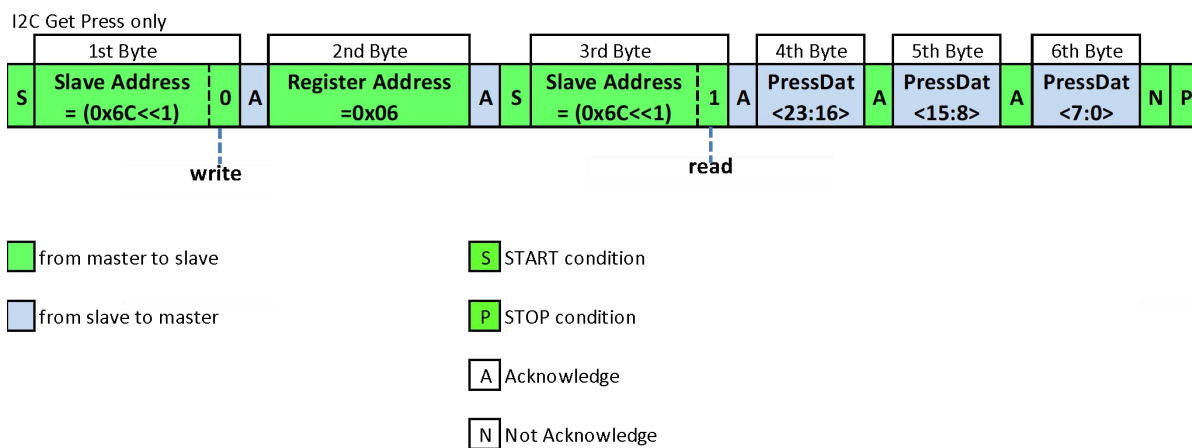 I2C Get Press only
1st Byte 2nd Byte 3rd Byte 4th Byte 5th Byte 6th Byte
S Slave Address = (0x6C<<1) 0 A Register Address =0x06 A S Slave Address = (0x6C<<1) 1 A PressDat <23:16> A PressDat <15:8> A PressDat <7:0> N P
write read
from master to slave
S START condition
from slave to master
P STOP condition
A Acknowledge
N Not Acknowledge